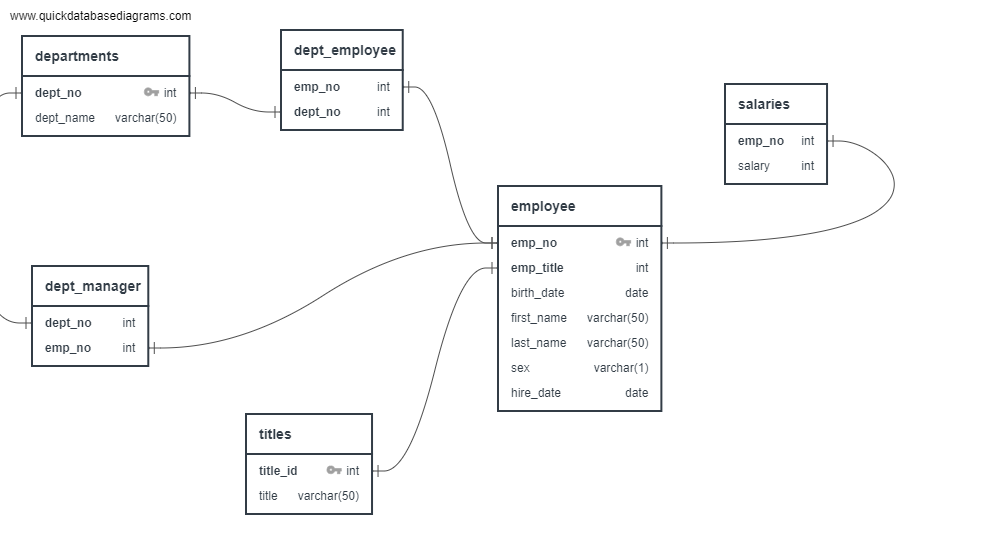 www.quickdatabasediagrams.com
departments
dept_no int
dept_name varchar(50)
dept_employee
emp_no int
dept_no int
salaries
emp_no int
salary int
employee
emp_no int
emp_title int
birth_date date
first_name varchar(50)
last_name varchar(50)
sex varchar(1)
hire_date date
dept_manager
dept_no int
emp_no int
titles
title_id int
title varchar(50)